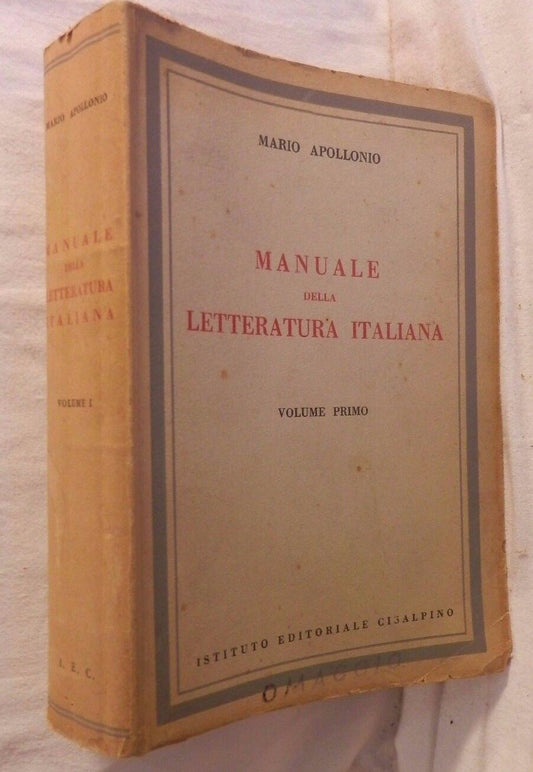 MARIO APOLLONIO
MANUALE
DELLA
LETTERATURA
ITALIANA
VOLUME I
I. E. C.
MARIO APOLLONIO
MANUALE
DELLA
LETTERATURA ITALIANA
VOLUME PRIMO
ISTITUTO EDITORIALE CISALPINO
OMAGGIO